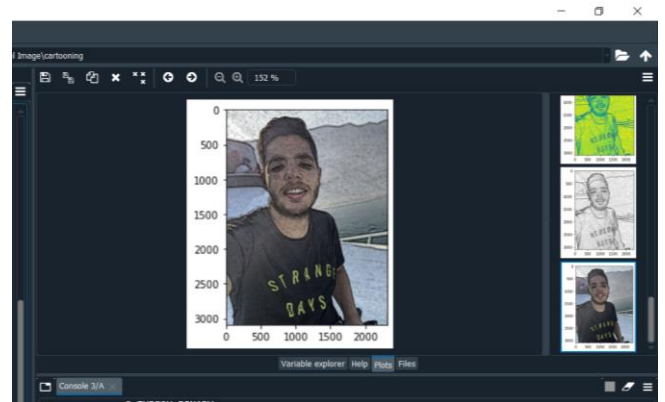 l Image\cartooning
152 %
0
500
1000
1500
2000
2500
3000
0 500 1000 1500 2000
STRANGE
DAYS
Variable explorer Help Plots Files
Console 3/A